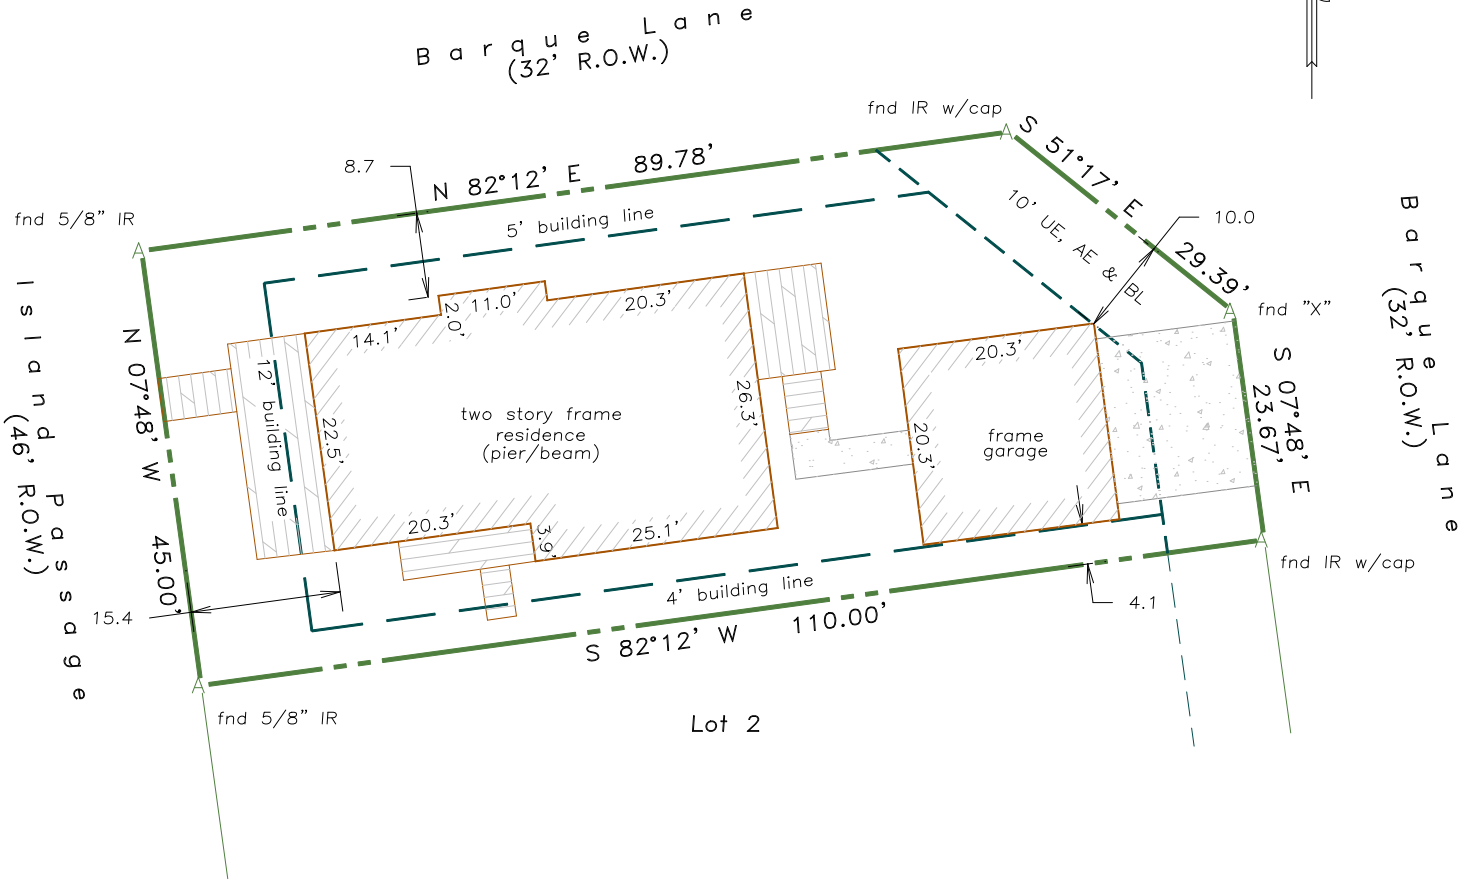 Barque Lane
(32' R.O.W.)
fnd IR w/cap
8.7
N 82°12' E 89.78'
S 51°17' E 29.39'
fnd 5/8" IR
5' building line
10' UE, AE & BL
10.0
Barque Lane
(32' R.O.W.)
Island Passage
(46' R.O.W.)
N 07°48' W 45.00'
11.0'
20.3'
2.0'
14.1'
fnd "X"
20.3'
12' building line
22.5'
two story frame
residence
(pier/beam)
26.3'
20.3'
frame
garage
S 07°48' E
23.67'
20.3'
3.9'
25.1'
15.4
4' building line
4.1
fnd IR w/cap
S 82°12' W 110.00'
fnd 5/8" IR
Lot 2